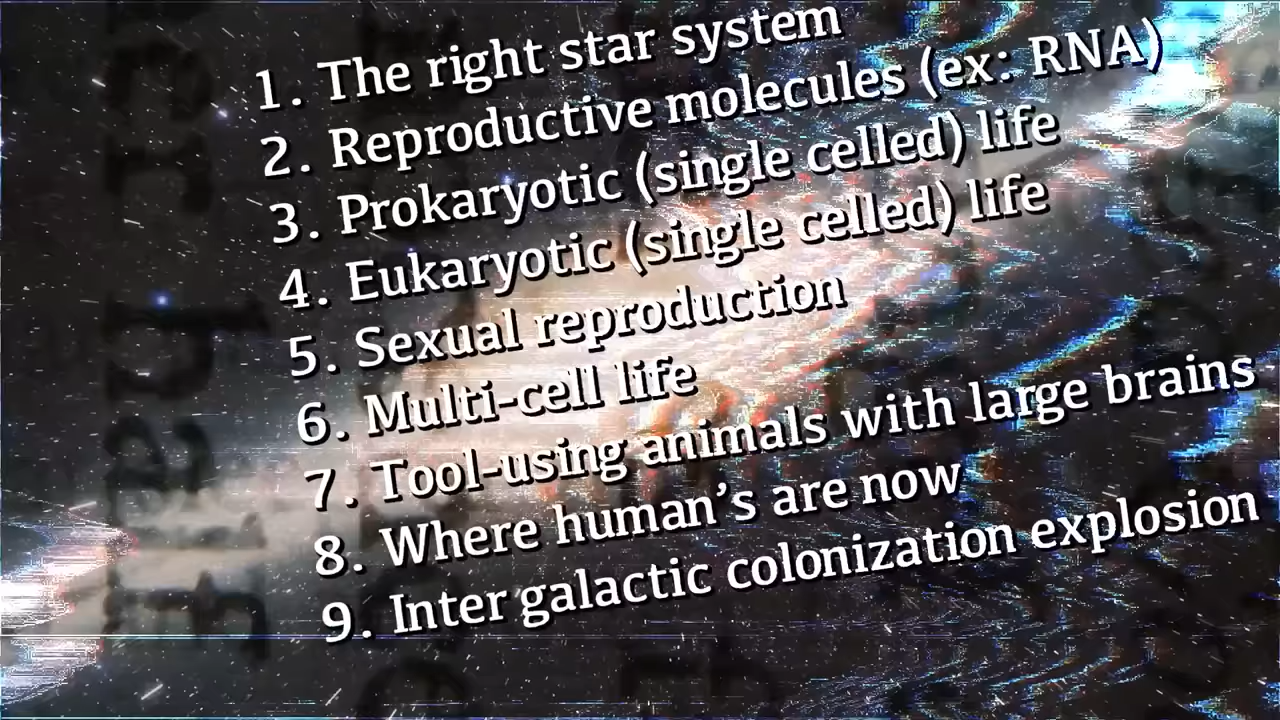 1. The right star system
2. Reproductive molecules (ex: RNA)
3. Prokaryotic (single celled) life
4. Eukaryotic (single celled) life
5. Sexual reproduction
6. Multi-cell life
7. Tool-using animals with large brains
8. Where human’s are now
9. Inter galactic colonization explosion